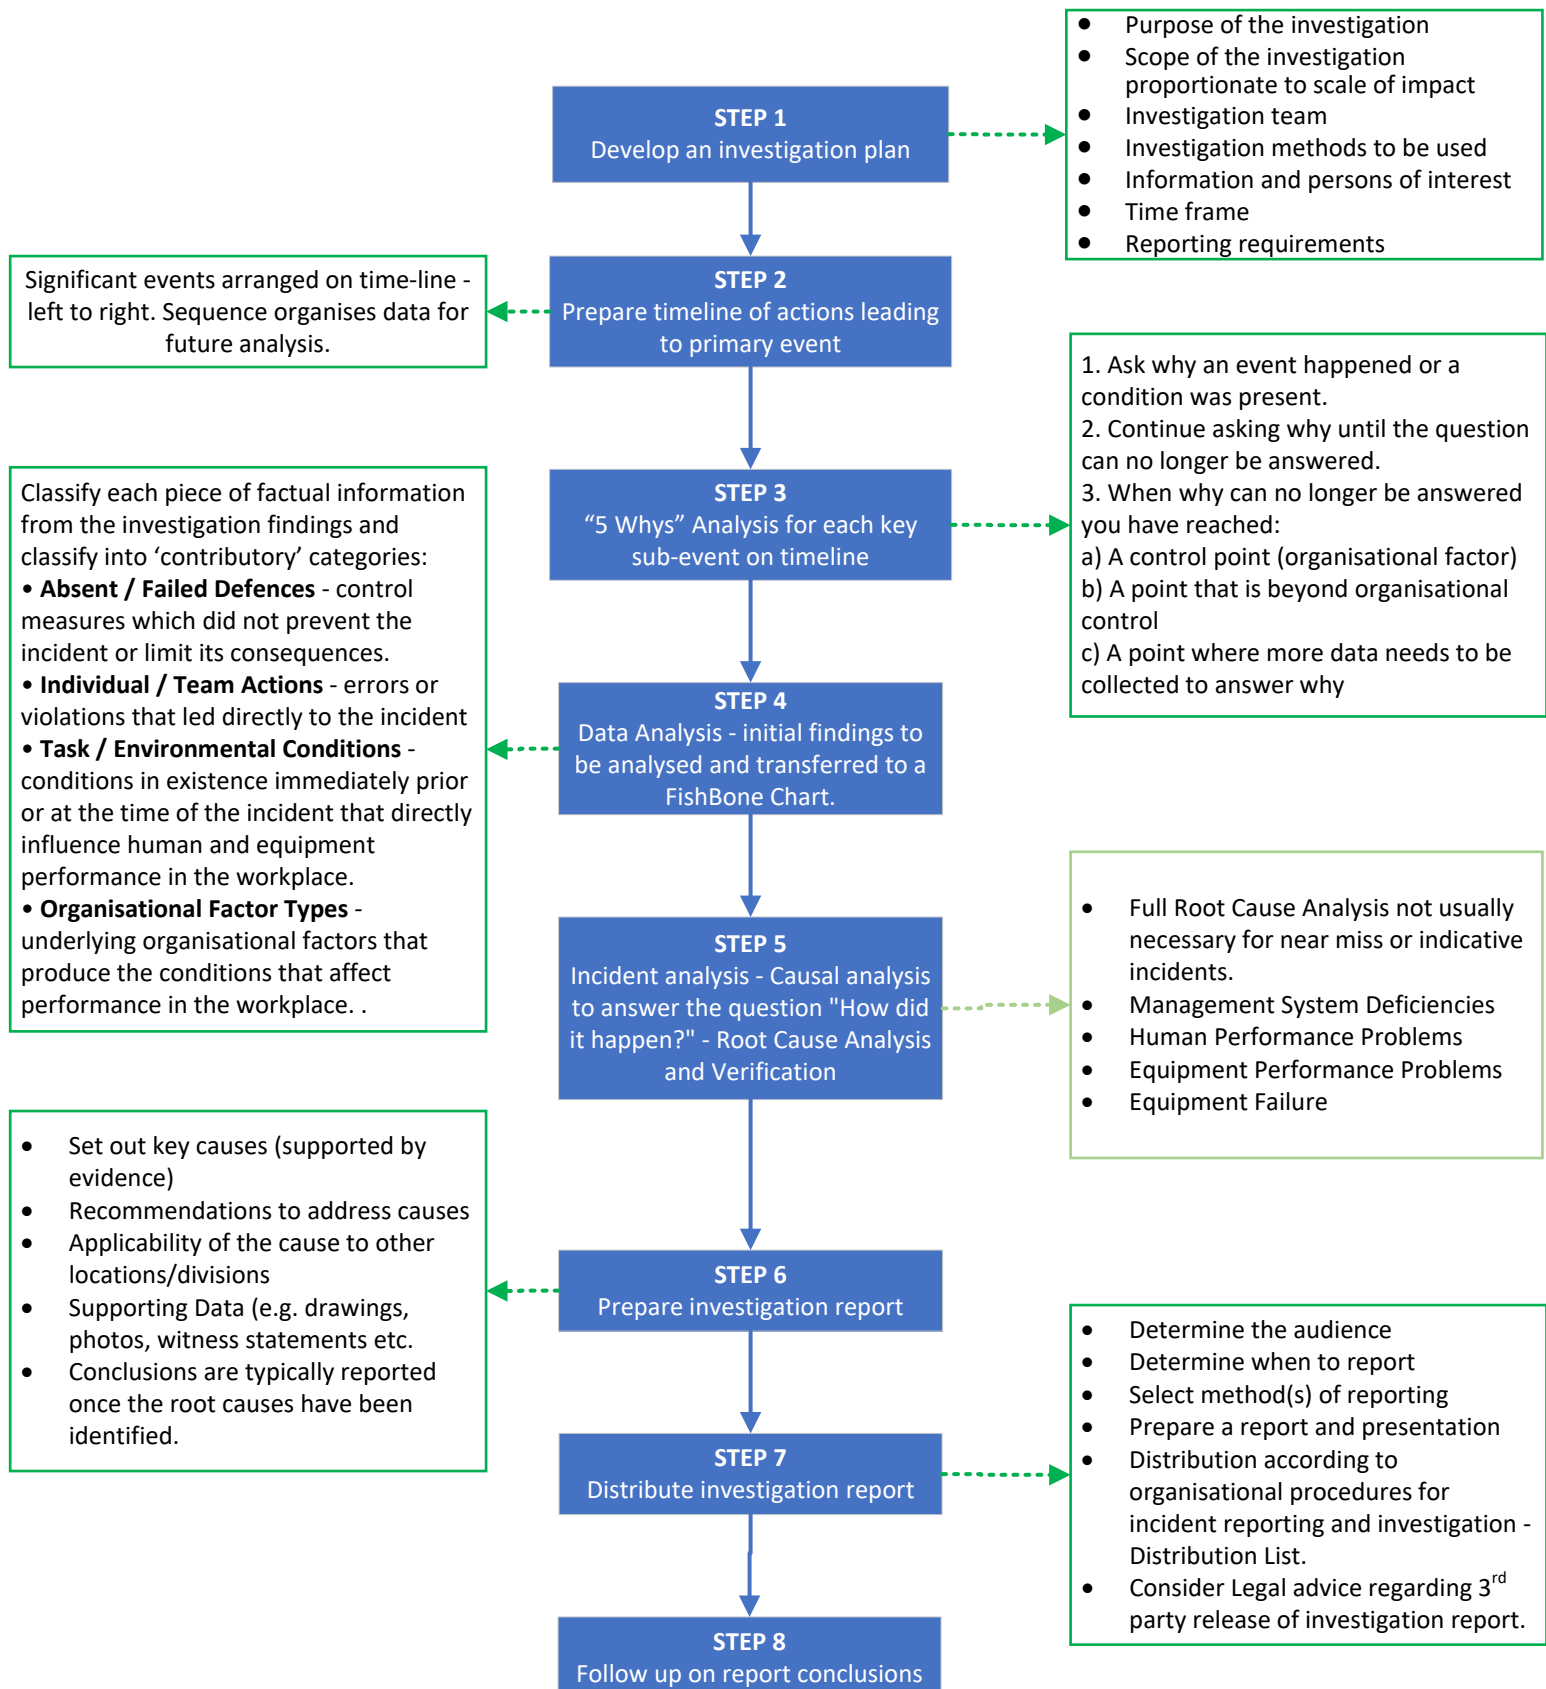 STEP 1
Develop an investigation plan
• Purpose of the investigation
• Scope of the investigation
proportionate to scale of impact
• Investigation team
• Investigation methods to be used
• Information and persons of interest
• Time frame
• Reporting requirements
STEP 2
Prepare timeline of actions leading
to primary event
Significant events arranged on time-line -
left to right. Sequence organises data for
future analysis.
STEP 3
“5 Whys” Analysis for each key
sub-event on timeline
1. Ask why an event happened or a
condition was present.
2. Continue asking why until the question
can no longer be answered.
3. When why can no longer be answered
you have reached:
a) A control point (organisational factor)
b) A point that is beyond organisational
control
c) A point where more data needs to be
collected to answer why
STEP 4
Data Analysis - initial findings to
be analysed and transferred to a
FishBone Chart.
Classify each piece of factual information
from the investigation findings and
classify into ‘contributory’ categories:
• Absent / Failed Defences - control
measures which did not prevent the
incident or limit its consequences.
• Individual / Team Actions - errors or
violations that led directly to the incident
• Task / Environmental Conditions -
conditions in existence immediately prior
or at the time of the incident that directly
influence human and equipment
performance in the workplace.
• Organisational Factor Types -
underlying organisational factors that
produce the conditions that affect
performance in the workplace. .
STEP 5
Incident analysis - Causal analysis
to answer the question "How did
it happen?" - Root Cause Analysis
and Verification
• Full Root Cause Analysis not usually
necessary for near miss or indicative
incidents.
• Management System Deficiencies
• Human Performance Problems
• Equipment Performance Problems
• Equipment Failure
STEP 6
Prepare investigation report
• Set out key causes (supported by
evidence)
• Recommendations to address causes
• Applicability of the cause to other
locations/divisions
• Supporting Data (e.g. drawings,
photos, witness statements etc.
• Conclusions are typically reported
once the root causes have been
identified.
STEP 7
Distribute investigation report
• Determine the audience
• Determine when to report
• Select method(s) of reporting
• Prepare a report and presentation
• Distribution according to
organisational procedures for
incident reporting and investigation -
Distribution List.
• Consider Legal advice regarding 3rd
party release of investigation report.
STEP 8
Follow up on report conclusions